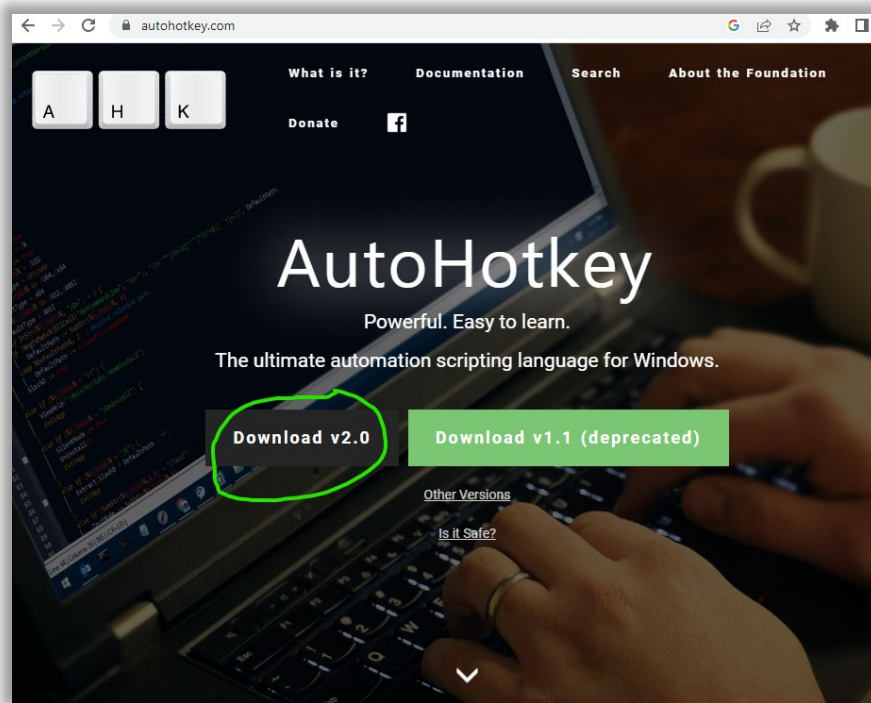 autohotkey.com
A H K
What is it? Documentation Search About the Foundation
Donate
AutoHotkey
Powerful. Easy to learn.
The ultimate automation scripting language for Windows.
Download v2.0 Download v1.1 (deprecated)
Other Versions
Is it Safe?